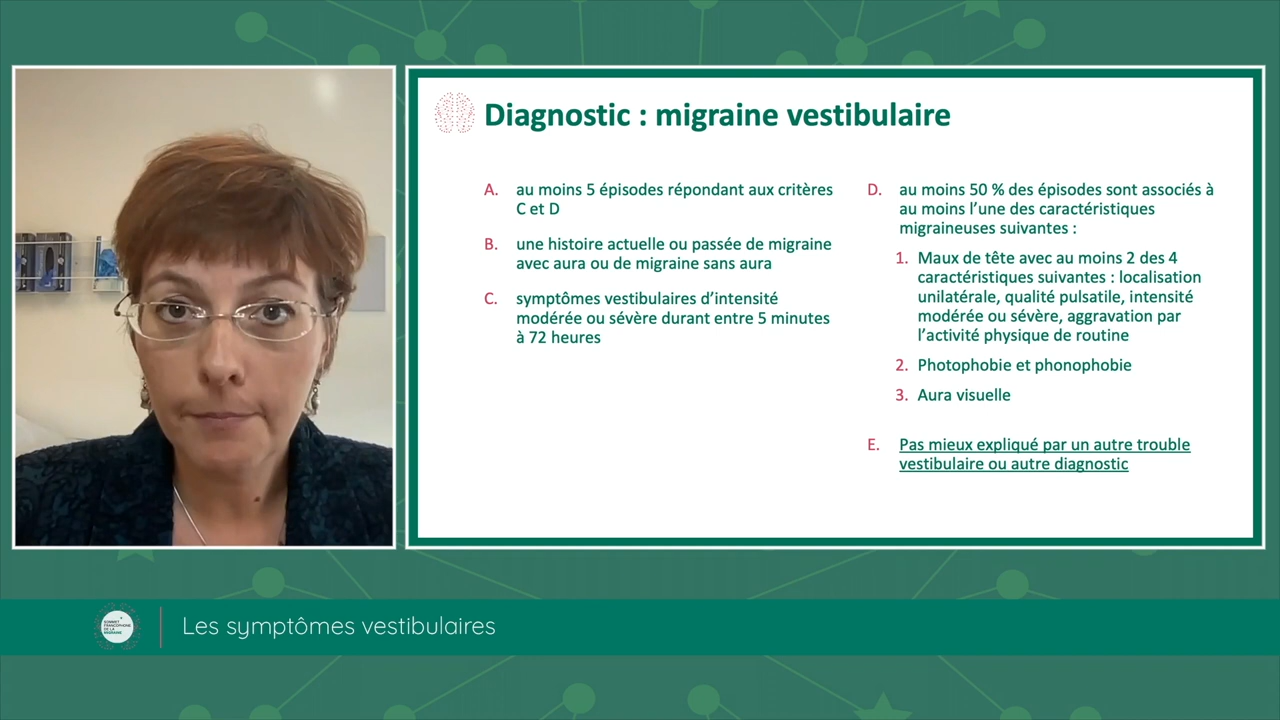 Diagnostic : migraine vestibulaire
A. au moins 5 épisodes répondant aux critères
C et D
B. une histoire actuelle ou passée de migraine
avec aura ou de migraine sans aura
C. symptômes vestibulaires d’intensité
modérée ou sévère durant entre 5 minutes
à 72 heures
D. au moins 50 % des épisodes sont associés à
au moins l’une des caractéristiques
migraineuses suivantes :
1. Maux de tête avec au moins 2 des 4
caractéristiques suivantes : localisation
unilatérale, qualité pulsatile, intensité
modérée ou sévère, aggravation par
l’activité physique de routine
2. Photophobie et phonophobie
3. Aura visuelle
E. Pas mieux expliqué par un autre trouble
vestibulaire ou autre diagnostic
SOMMET
FRANCOPHONE
DE LA
MIGRAINE
Les symptômes vestibulaires